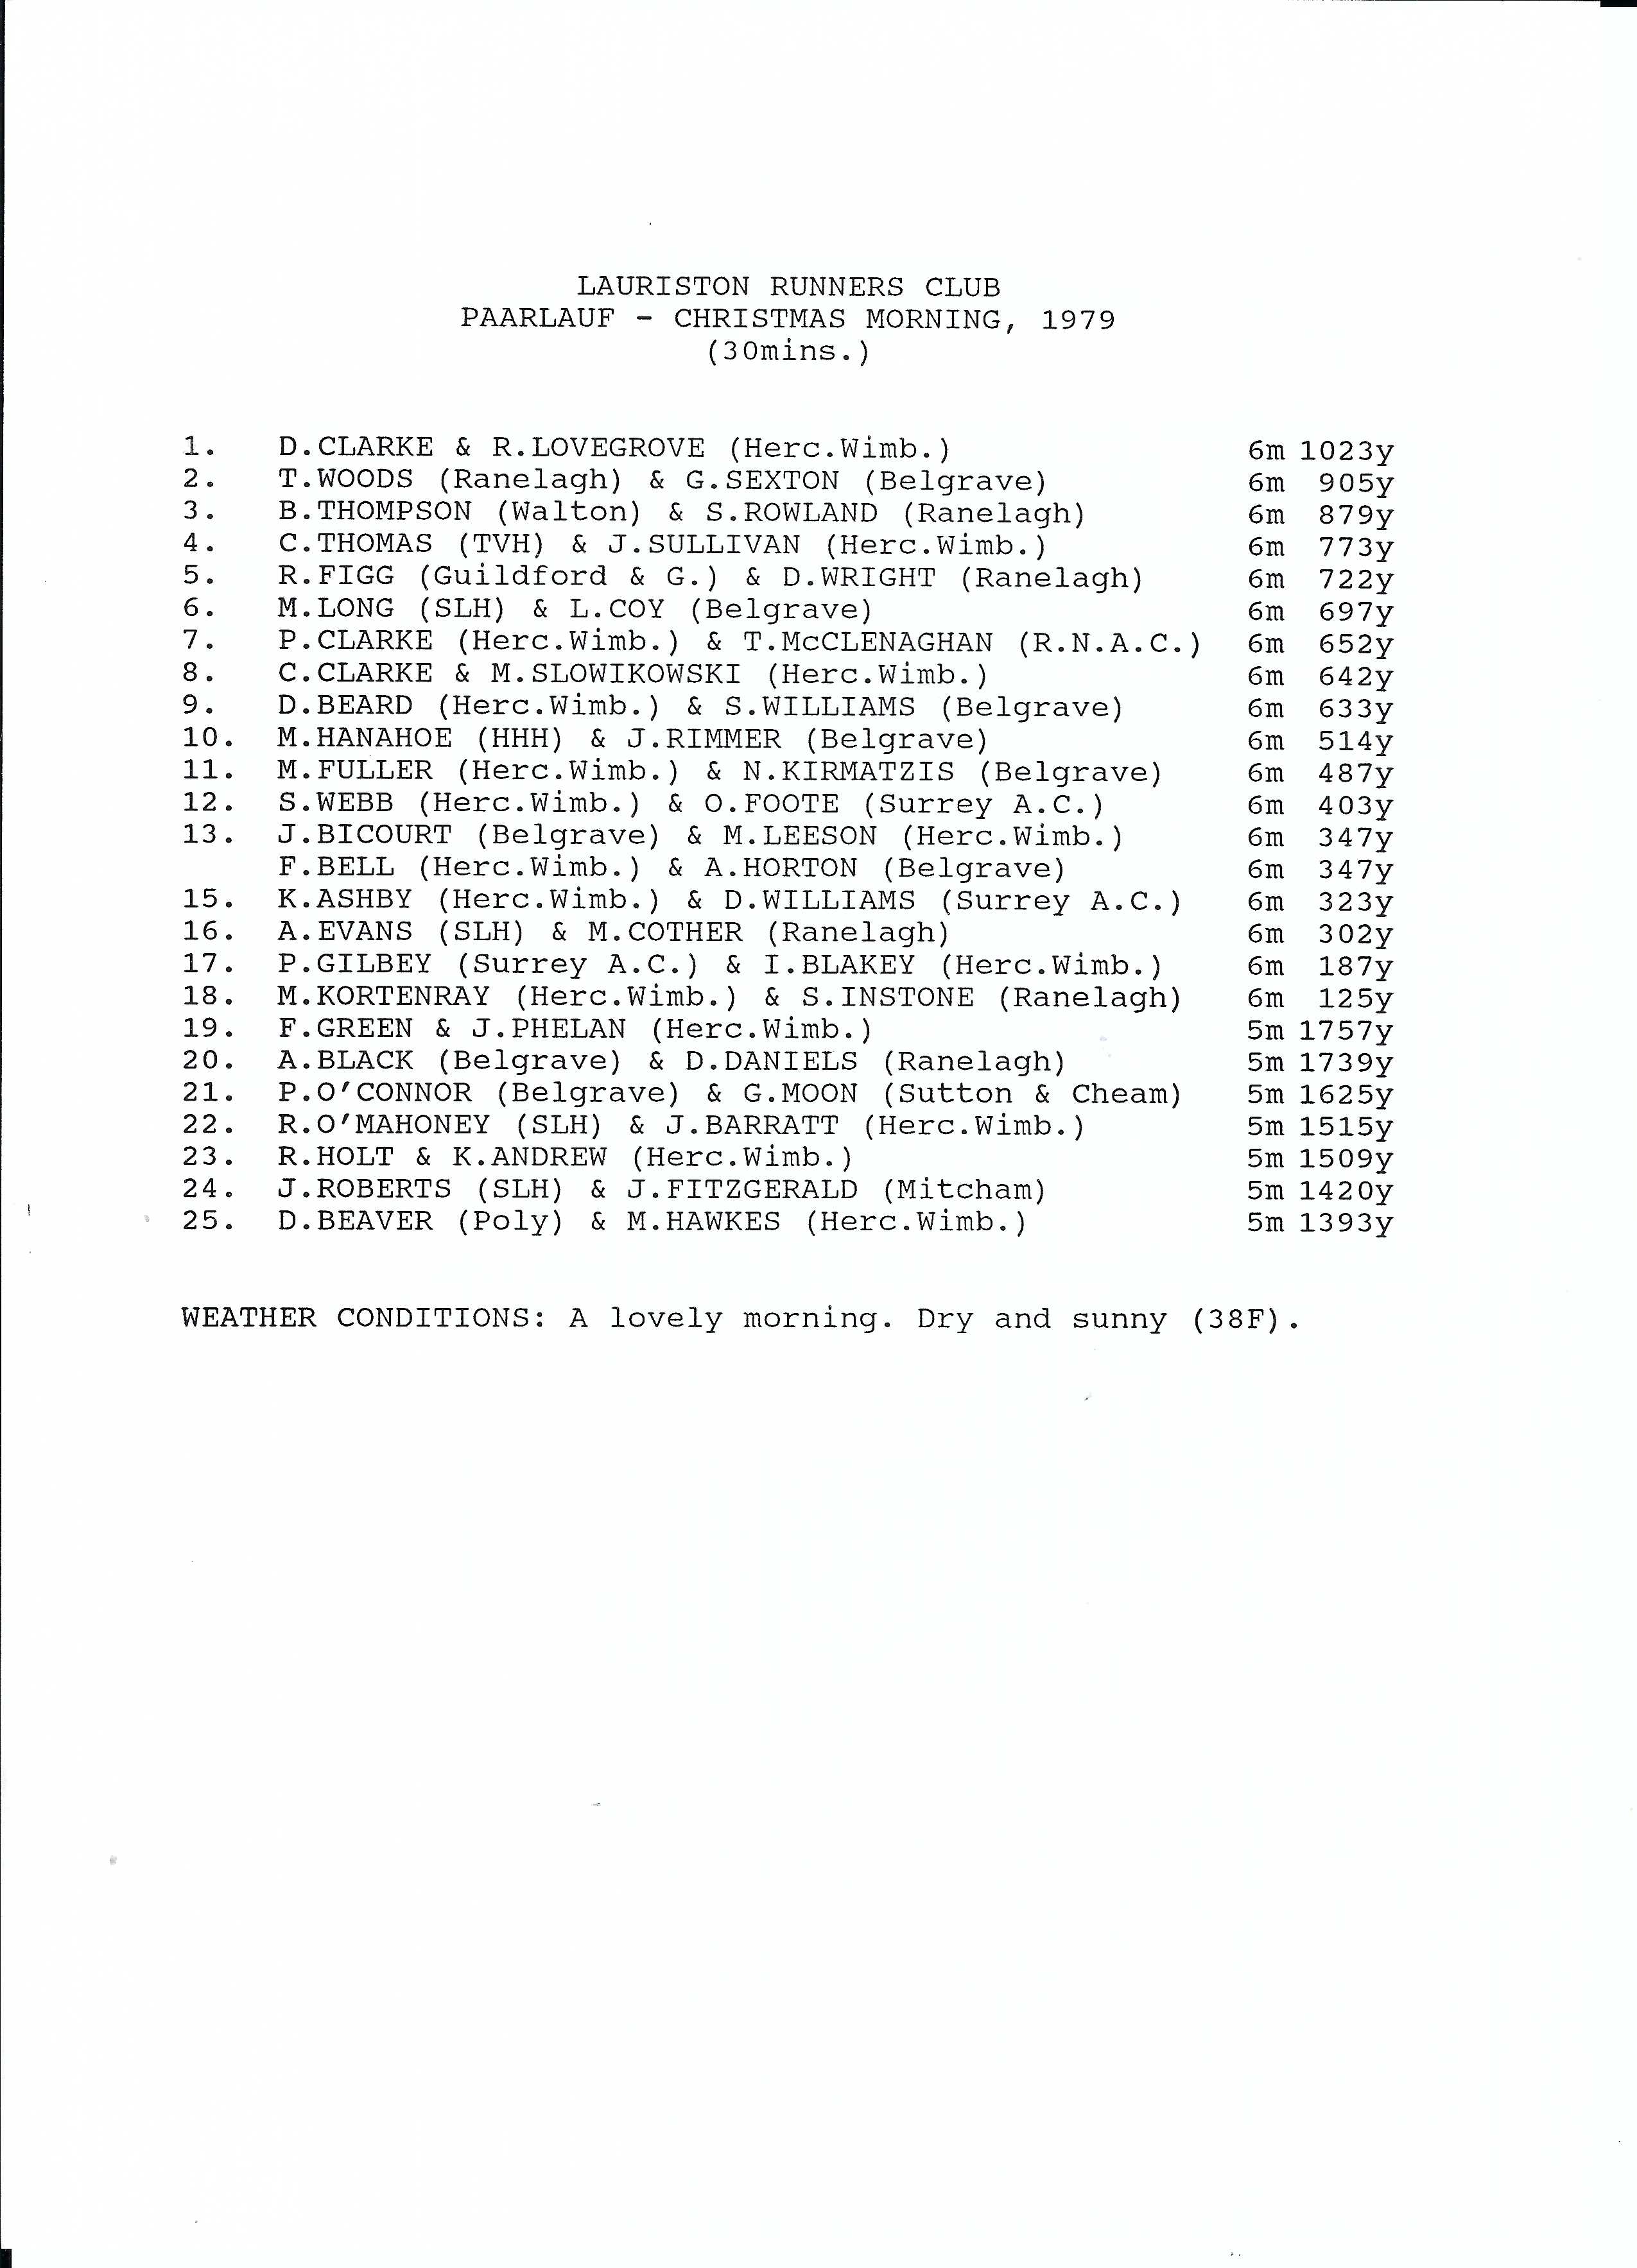 LAURISTON RUNNERS CLUB
PAARLAUF - CHRISTMAS MORNING, 1979
(30mins.)
1. D.CLARKE & R.LOVEGROVE (Herc.Wimb.) 6m 1023y
2. T.WOODS (Ranelagh) & G.SEXTON (Belgrave) 6m 905y
3. B.THOMPSON (Walton) & S.ROWLAND (Ranelagh) 6m 879y
4. C.THOMAS (TVH) & J.SULLIVAN (Herc.Wimb.) 6m 773y
5. R.FIGG (Guildford & G.) & D.WRIGHT (Ranelagh) 6m 722y
6. M.LONG (SLH) & L.COY (Belgrave) 6m 697y
7. P.CLARKE (Herc.Wimb.) & T.McCLENAGHAN (R.N.A.C.) 6m 652y
8. C.CLARKE & M.SLOWIKOWSKI (Herc.Wimb.) 6m 642y
9. D.BEARD (Herc.Wimb.) & S.WILLIAMS (Belgrave) 6m 633y
10. M.HANAHOE (HHH) & J.RIMMER (Belgrave) 6m 514y
11. M.FULLER (Herc.Wimb.) & N.KIRMATZIS (Belgrave) 6m 487y
12. S.WEBB (Herc.Wimb.) & O.FOOTE (Surrey A.C.) 6m 403y
13. J.BICOURT (Belgrave) & M.LEESON (Herc.Wimb.) 6m 347y
F.BELL (Herc.Wimb.) & A.HORTON (Belgrave) 6m 347y
15. K.ASHBY (Herc.Wimb.) & D.WILLIAMS (Surrey A.C.) 6m 323y
16. A.EVANS (SLH) & M.COTHER (Ranelagh) 6m 302y
17. P.GILBEY (Surrey A.C.) & I.BLAKEY (Herc.Wimb.) 6m 187y
18. M.KORTENRAY (Herc.Wimb.) & S.INSTONE (Ranelagh) 6m 125y
19. F.GREEN & J.PHELAN (Herc.Wimb.) 5m 1757y
20. A.BLACK (Belgrave) & D.DANIELS (Ranelagh) 5m 1739y
21. P.O'CONNOR (Belgrave) & G.MOON (Sutton & Cheam) 5m 1625y
22. R.O'MAHONEY (SLH) & J.BARRATT (Herc.Wimb.) 5m 1515y
23. R.HOLT & K.ANDREW (Herc.Wimb.) 5m 1509y
24. J.ROBERTS (SLH) & J.FITZGERALD (Mitcham) 5m 1420y
25. D.BEAVER (Poly) & M.HAWKES (Herc.Wimb.) 5m 1393y
WEATHER CONDITIONS: A lovely morning. Dry and sunny (38F).